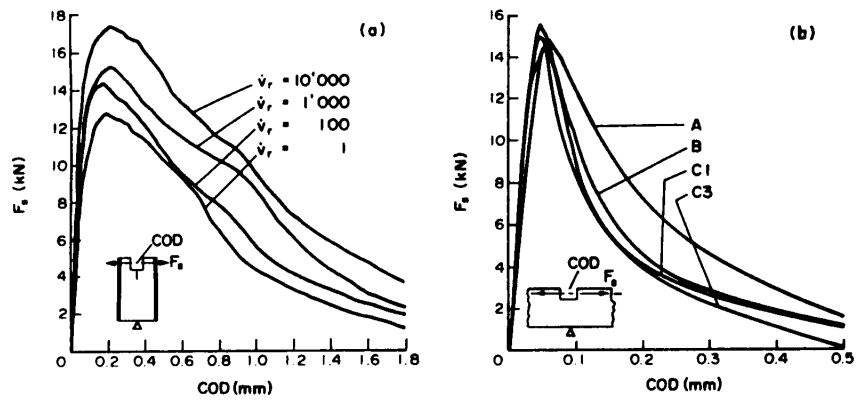 18
16
14
12
10
8
6
4
2
0
0.2
0.4
0.6
0.8
1.0
1.2
1.4
1.6
1.8
Fs (kN)
COD (mm)
(a)
v̇r = 10'000
v̇r = 1'000
v̇r = 100
v̇r = 1
COD
Fs
18
16
14
12
10
8
6
4
2
0
0.1
0.2
0.3
0.4
0.5
Fs (kN)
COD (mm)
(b)
A
B
C1
C3
COD
Fs